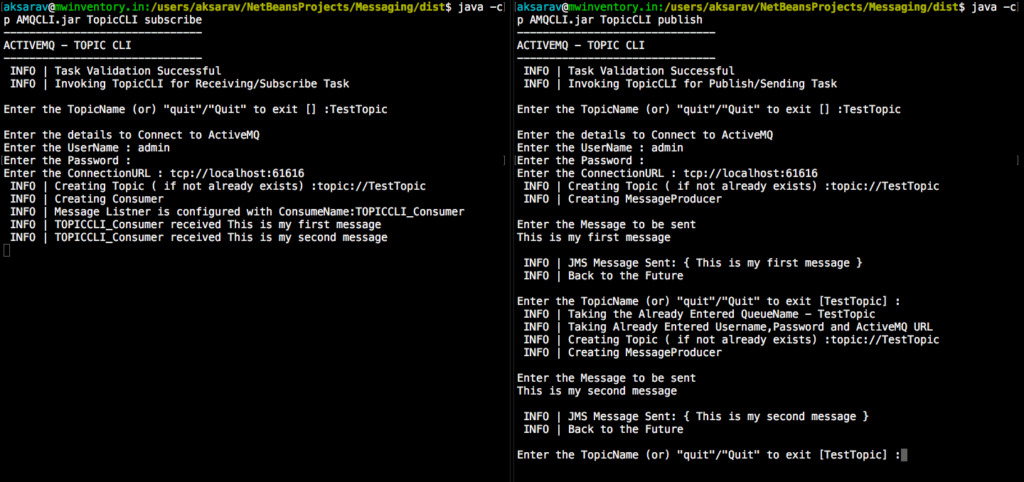 aksarav@mwinventory.in:/users/aksarav/NetBeansProjects/Messaging/dist$ java -c
p AMQCLI.jar TopicCLI subscribe
-------------------------------
ACTIVEMQ - TOPIC CLI
-------------------------------
INFO | Task Validation Successful
INFO | Invoking TopicCLI for Receiving/Subscribe Task
Enter the TopicName (or) "quit"/"Quit" to exit [] :TestTopic
Enter the details to Connect to ActiveMQ
Enter the UserName : admin
Enter the Password :
Enter the ConnectionURL : tcp://localhost:61616
INFO | Creating Topic ( if not already exists) :topic://TestTopic
INFO | Creating Consumer
INFO | Message Listner is configured with ConsumeName:TOPICCLI_Consumer
INFO | TOPICCLI_Consumer received This is my first message
INFO | TOPICCLI_Consumer received This is my second message
aksarav@mwinventory.in:/users/aksarav/NetBeansProjects/Messaging/dist$ java -c
p AMQCLI.jar TopicCLI publish
-------------------------------
ACTIVEMQ - TOPIC CLI
-------------------------------
INFO | Task Validation Successful
INFO | Invoking TopicCLI for Publish/Sending Task
Enter the TopicName (or) "quit"/"Quit" to exit [] :TestTopic
Enter the details to Connect to ActiveMQ
Enter the UserName : admin
Enter the Password :
Enter the ConnectionURL : tcp://localhost:61616
INFO | Creating Topic ( if not already exists) :topic://TestTopic
INFO | Creating MessageProducer
Enter the Message to be sent
This is my first message
INFO | JMS Message Sent: { This is my first message }
INFO | Back to the Future
Enter the TopicName (or) "quit"/"Quit" to exit [TestTopic] :
INFO | Taking the Already Entered QueueName - TestTopic
INFO | Taking Already Entered Username,Password and ActiveMQ URL
INFO | Creating Topic ( if not already exists) :topic://TestTopic
INFO | Creating MessageProducer
Enter the Message to be sent
This is my second message
INFO | JMS Message Sent: { This is my second message }
INFO | Back to the Future
Enter the TopicName (or) "quit"/"Quit" to exit [TestTopic] :